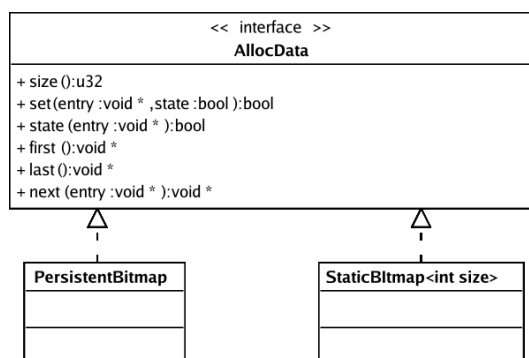 << interface >>
AllocData
+ size():u32
+ set(entry :void * ,state :bool ):bool
+ state (entry :void * ):bool
+ first ():void *
+ last():void *
+ next (entry :void * ):void *
PersistentBitmap
StaticBItmap<int size>